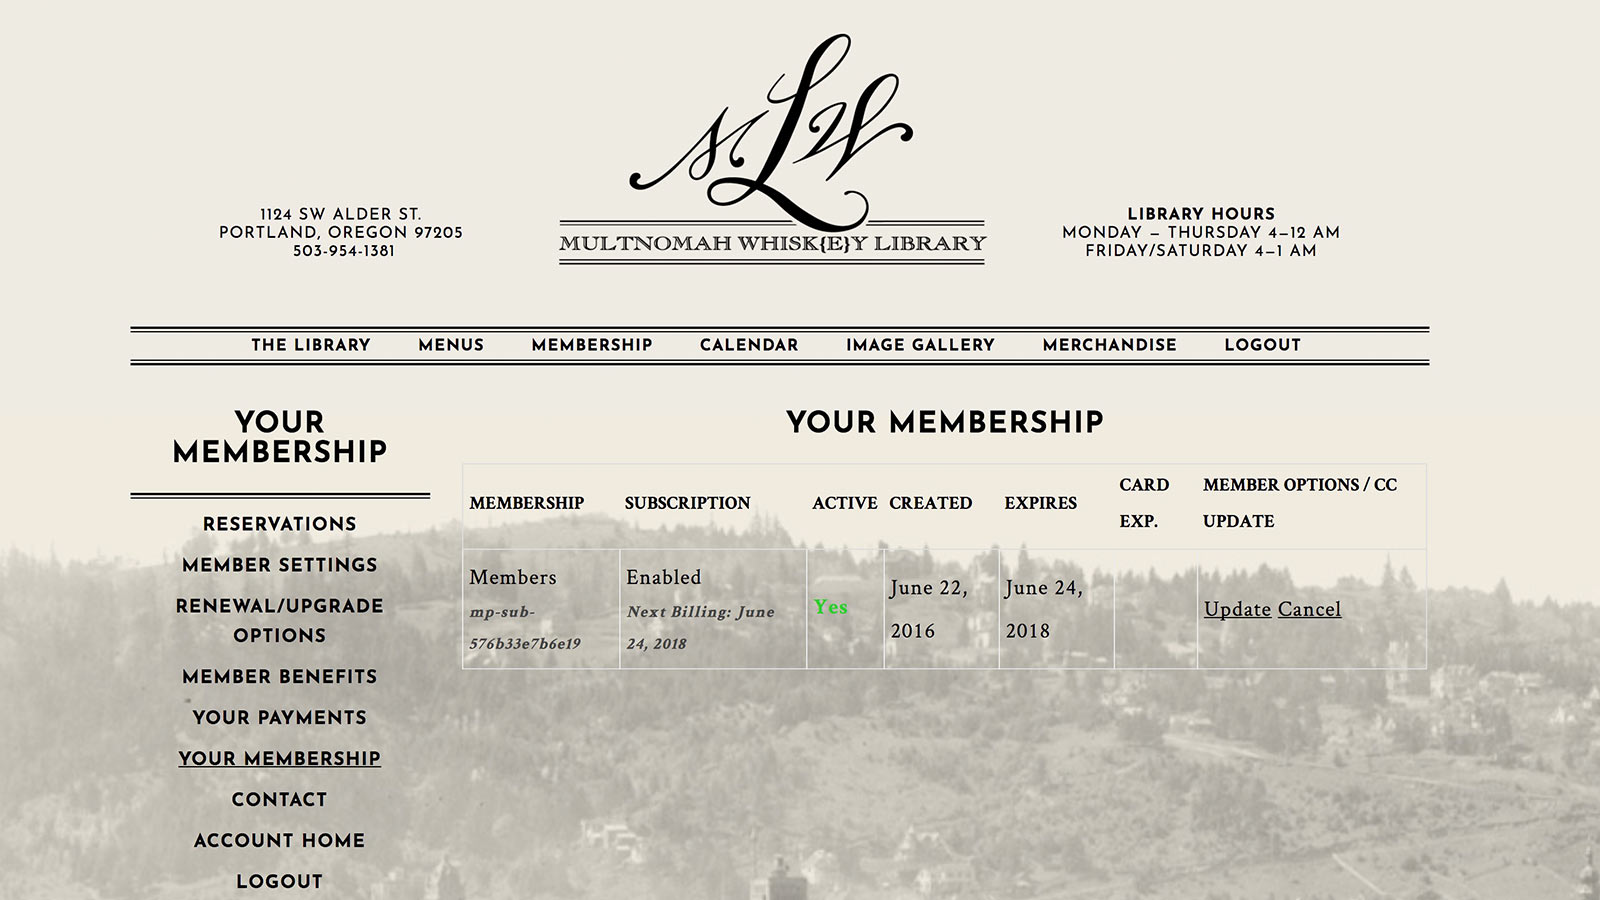 MLW
1124 SW ALDER ST.
PORTLAND, OREGON 97205
503-954-1381
MULTNOMAH WHISK{E}Y LIBRARY
LIBRARY HOURS
MONDAY – THURSDAY 4–12 AM
FRIDAY/SATURDAY 4–1 AM
THE LIBRARY MENUS MEMBERSHIP CALENDAR IMAGE GALLERY MERCHANDISE LOGOUT
YOUR
MEMBERSHIP
RESERVATIONS
MEMBER SETTINGS
RENEWAL/UPGRADE
OPTIONS
MEMBER BENEFITS
YOUR PAYMENTS
YOUR MEMBERSHIP
CONTACT
ACCOUNT HOME
LOGOUT
YOUR MEMBERSHIP
MEMBERSHIP
SUBSCRIPTION
ACTIVE
CREATED
EXPIRES
CARD
EXP.
MEMBER OPTIONS / CC
UPDATE
Members
mp-sub-
576b33e7b6e19
Enabled
Next Billing: June
24, 2018
Yes
June 22,
2016
June 24,
2018
Update Cancel